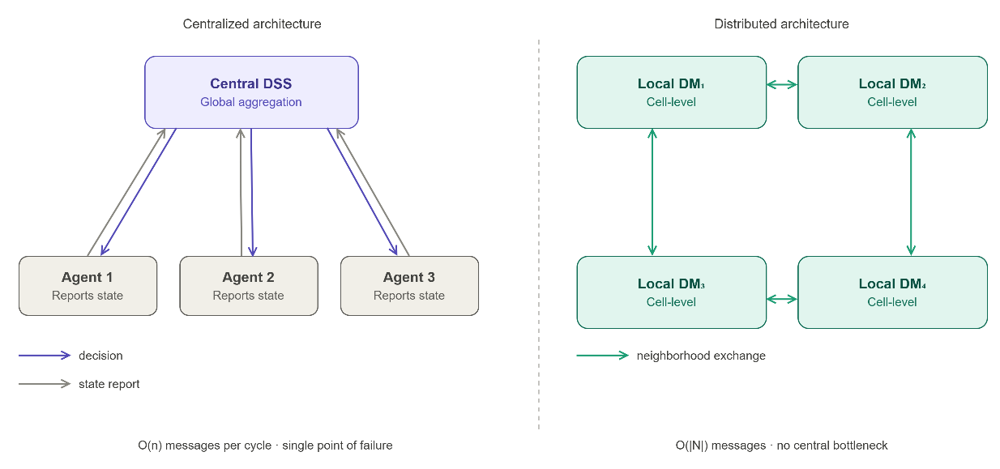 Centralized architecture
Central DSS
Global aggregation
Agent 1
Reports state
Agent 2
Reports state
Agent 3
Reports state
decision
state report
O(n) messages per cycle · single point of failure
Distributed architecture
Local DM₁
Cell-level
Local DM₂
Cell-level
Local DM₃
Cell-level
Local DM₄
Cell-level
neighborhood exchange
O(|N|) messages · no central bottleneck